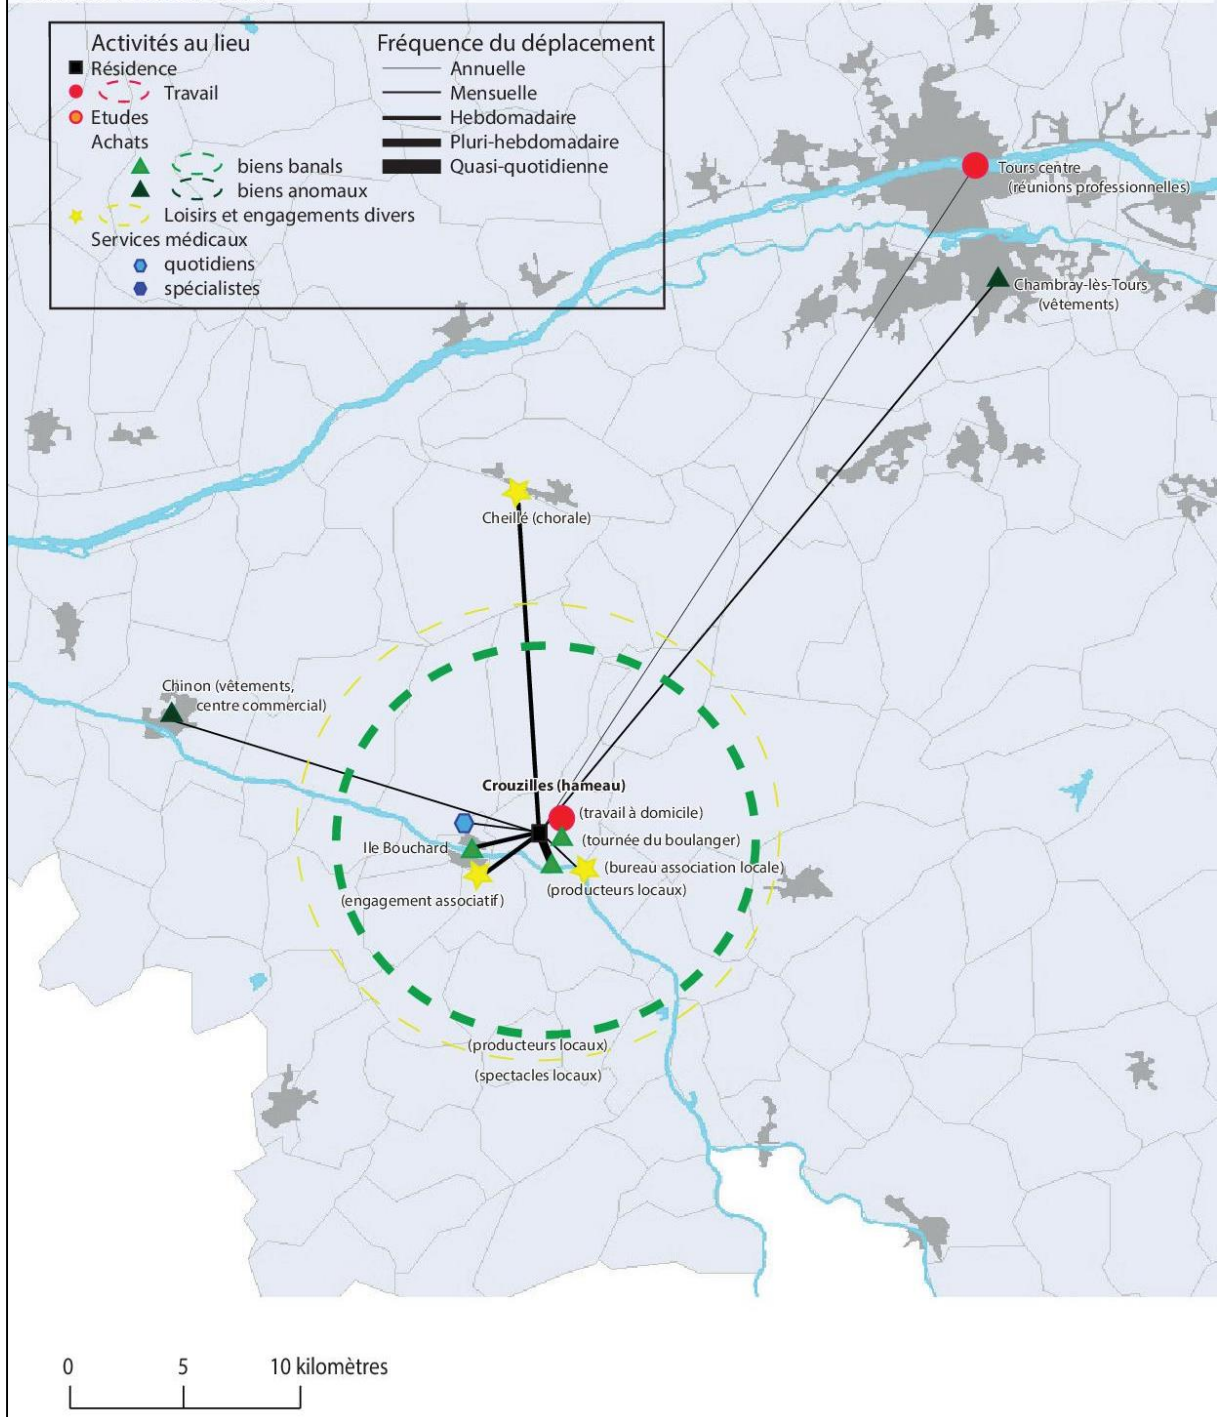 Activités au lieu
Résidence
Travail
Etudes
Achats
biens banals
biens anomaux
Loisirs et engagements divers
Services médicaux
quotidiens
spécialistes
Fréquence du déplacement
Annuelle
Mensuelle
Hebdomadaire
Pluri-hebdomadaire
Quasi-quotidienne
Tours centre
(réunions professionnelles)
Chambray-lès-Tours
(vêtements)
Cheillé (chorale)
Chinon (vêtements,
centre commercial)
Crouzilles (hameau)
(travail à domicile)
(tournée du boulanger)
Ile Bouchard
(bureau association locale)
(producteurs locaux)
(engagement associatif)
(producteurs locaux)
(spectacles locaux)
0 5 10 kilomètres